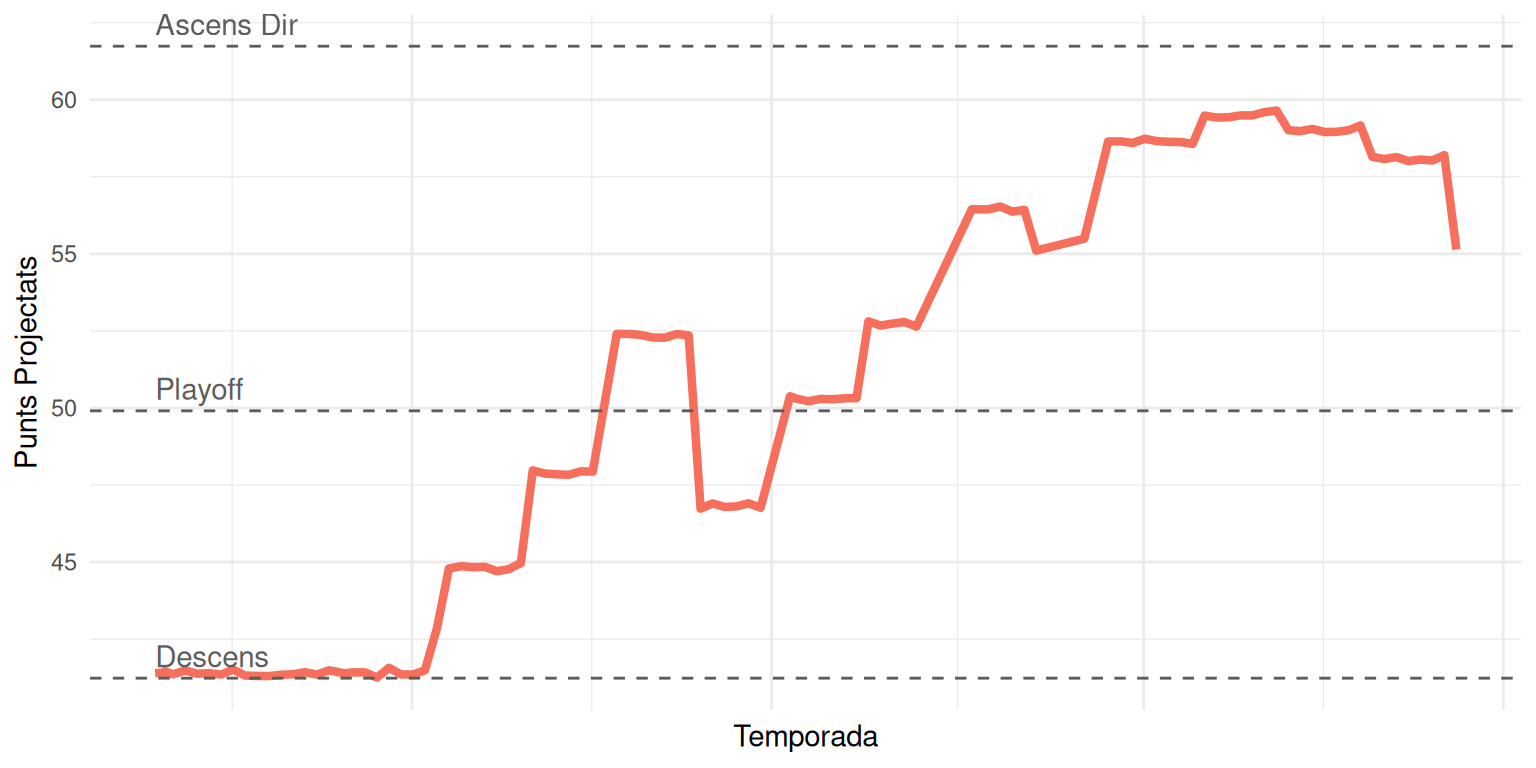 Ascens Dir
60
55
Playoff
50
45
Descens
Punts Projectats
Temporada